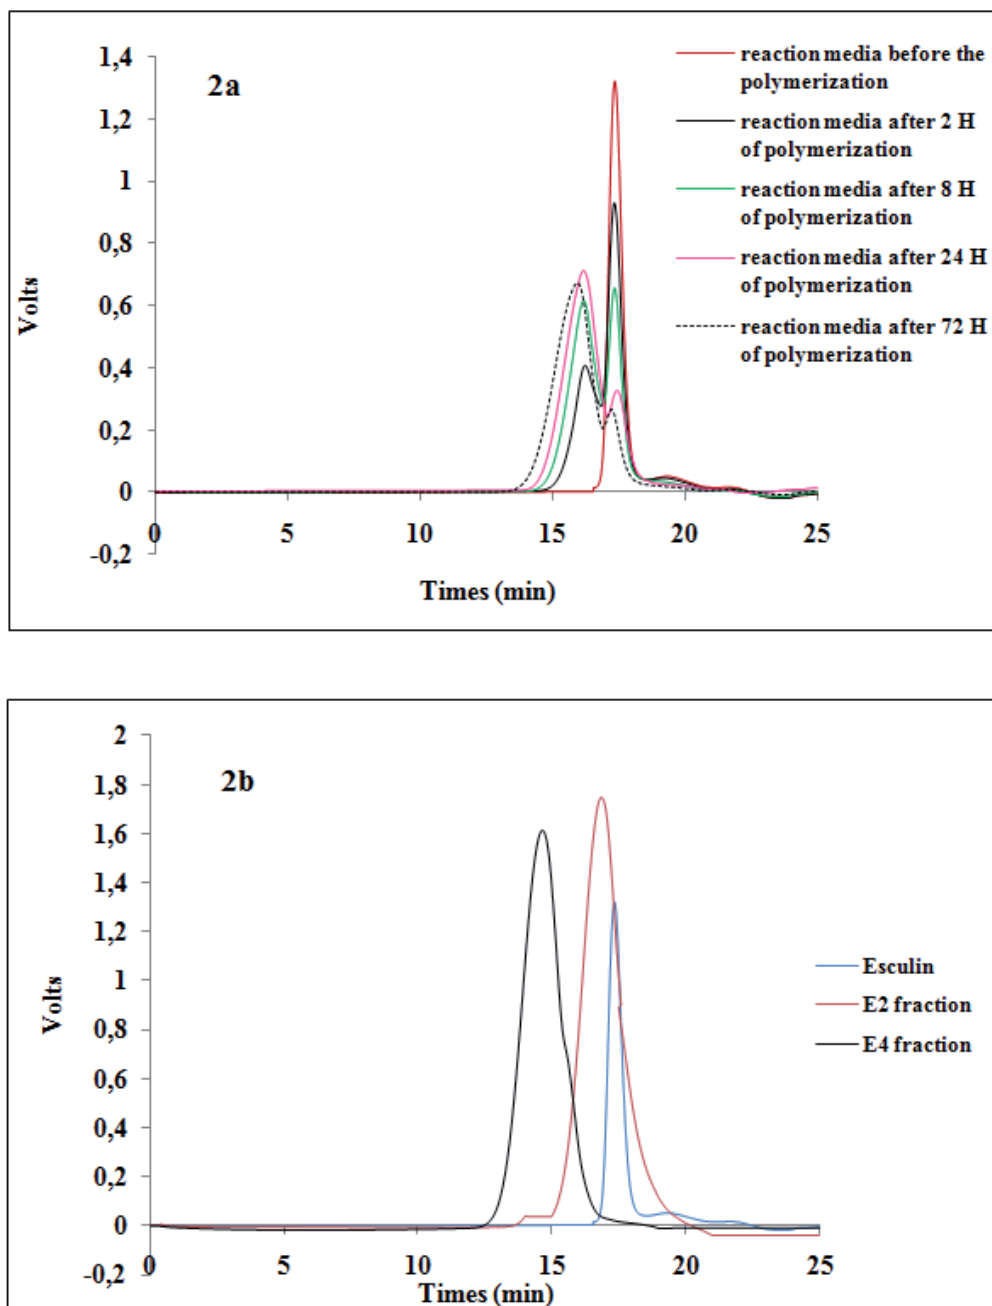 2a
1,4
1,2
1
0,8
0,6
0,4
0,2
0
-0,2
Volts
0 5 10 15 20 25
Times (min)
reaction media before the
polymerization
reaction media after 2 H
of polymerization
reaction media after 8 H
of polymerization
reaction media after 24 H
of polymerization
reaction media after 72 H
of polymerization
2b
2
1,8
1,6
1,4
1,2
1
0,8
0,6
0,4
0,2
0
-0,2
Volts
0 5 10 15 20 25
Times (min)
Esculin
E2 fraction
E4 fraction